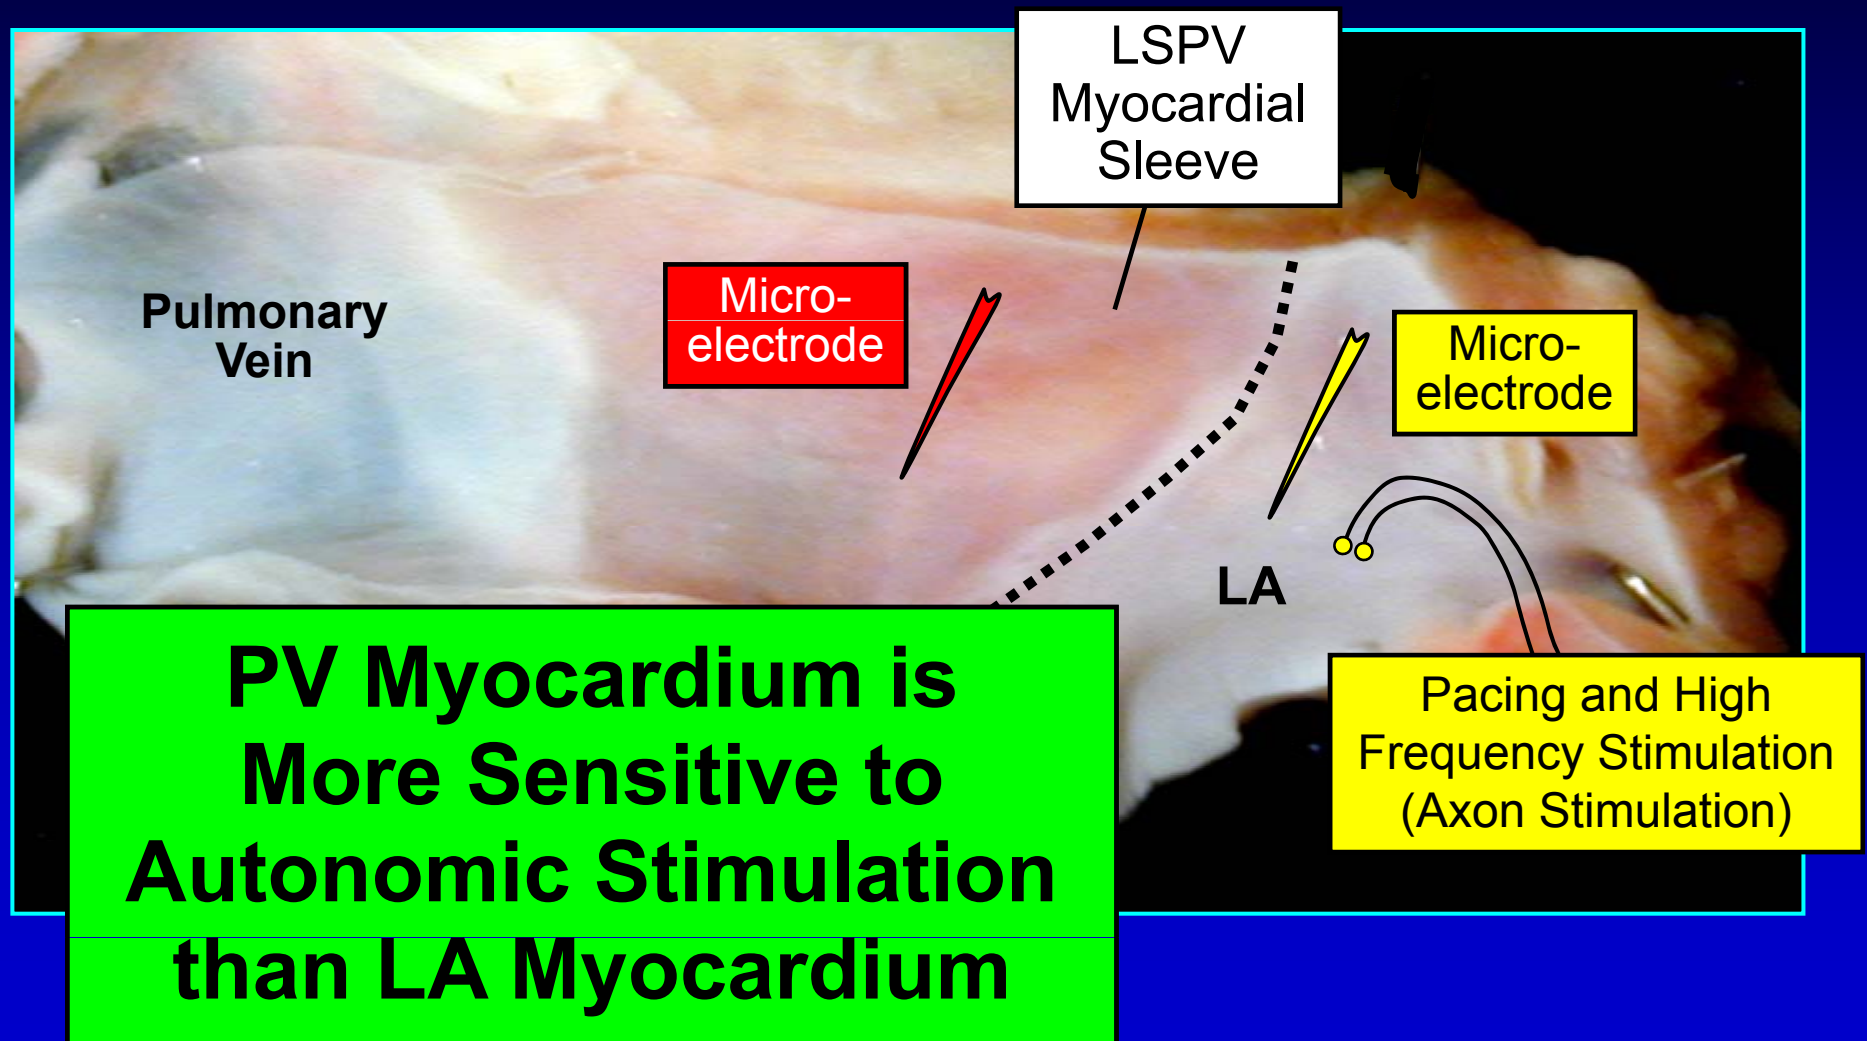 LSPV
Myocardial
Sleeve
Pulmonary
Vein
Micro-
electrode
Micro-
electrode
LA
PV Myocardium is
More Sensitive to
Autonomic Stimulation
than LA Myocardium
Pacing and High
Frequency Stimulation
(Axon Stimulation)